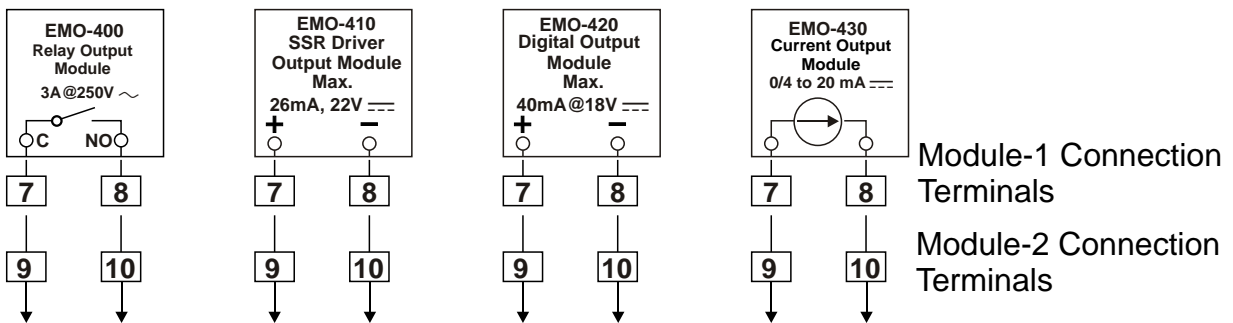 EMO-400
Relay Output
Module
3A@250V ~
C NO
EMO-410
SSR Driver
Output Module
Max.
26mA, 22V ⎓
+ −
EMO-420
Digital Output
Module
Max.
40mA@18V ⎓
+ −
EMO-430
Current Output
Module
0/4 to 20 mA ⎓
7 8 7 8 7 8 7 8
Module-1 Connection
Terminals
9 10 9 10 9 10 9 10
Module-2 Connection
Terminals